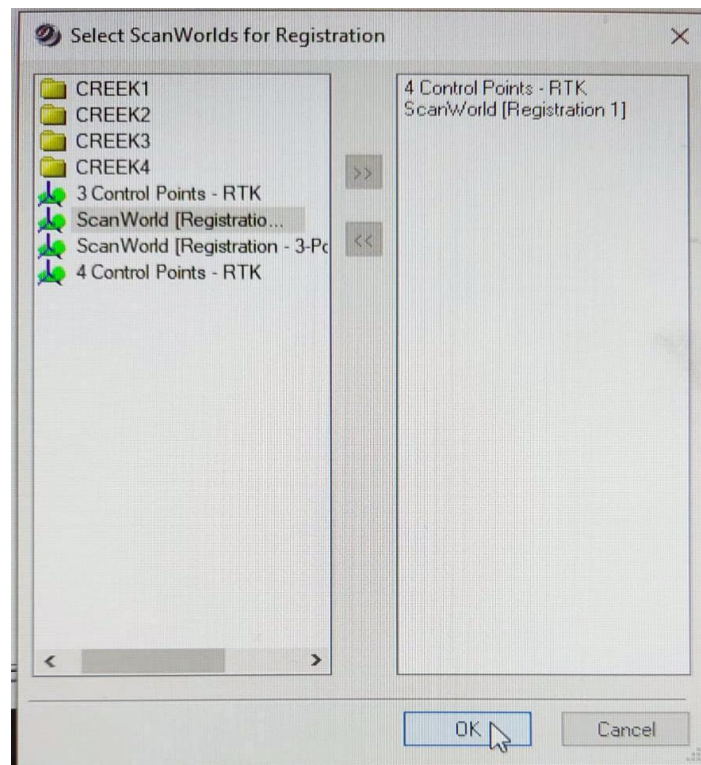 Select ScanWorlds for Registration
CREEK1
CREEK2
CREEK3
CREEK4
3 Control Points - RTK
ScanWorld [Registratio...
ScanWorld [Registration - 3-Pc
4 Control Points - RTK
>>
<<
4 Control Points - RTK
ScanWorld [Registration 1]
OK
Cancel